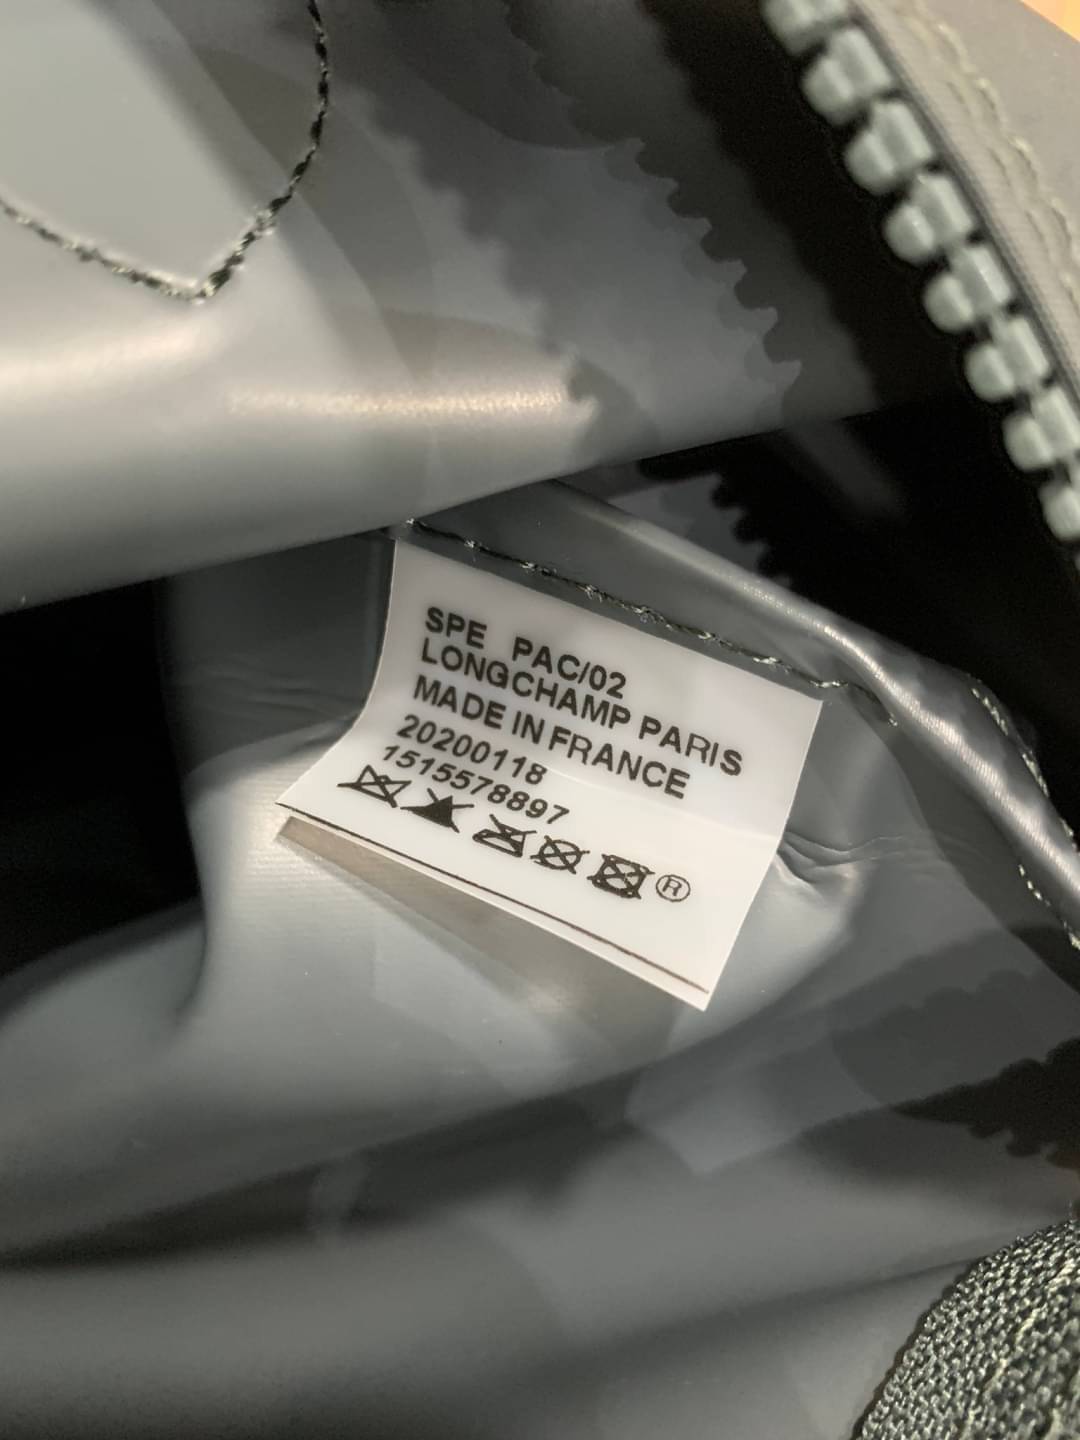 SPE PAC/02
LONGCHAMP PARIS
MADE IN FRANCE
20200118
1515578897
®